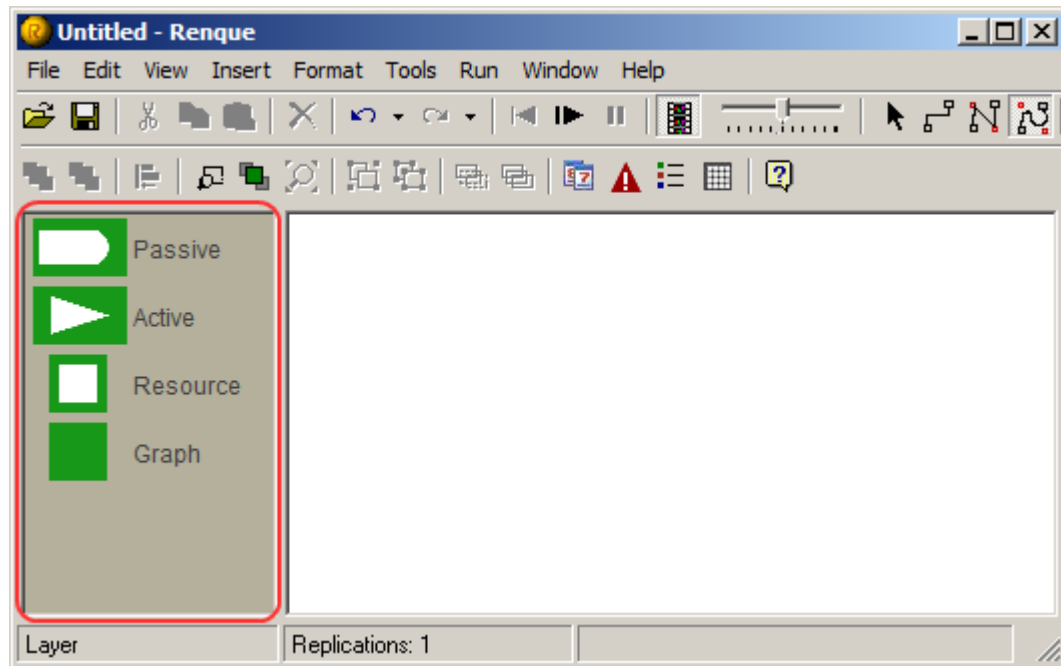 Untitled - Renque
File Edit View Insert Format Tools Run Window Help
Passive
Active
Resource
Graph
Layer Replications: 1